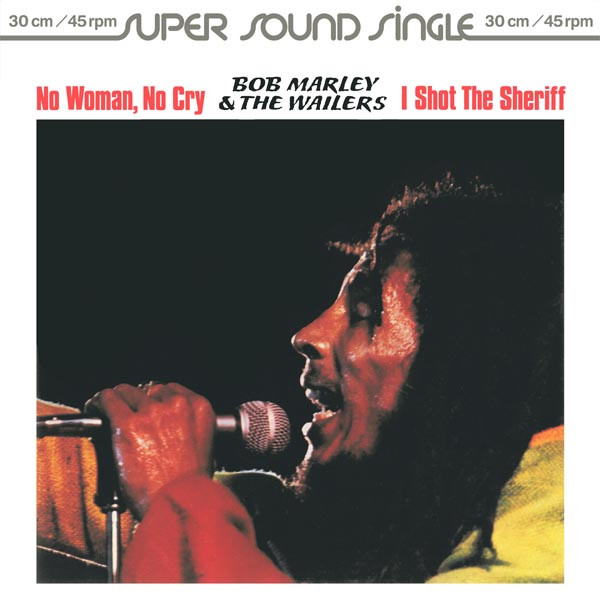 30 cm / 45 rpm SUPER SOUND SINGLE 30 cm / 45 rpm
No Woman, No Cry
BOB MARLEY
& THE WAILERS
I Shot The Sheriff